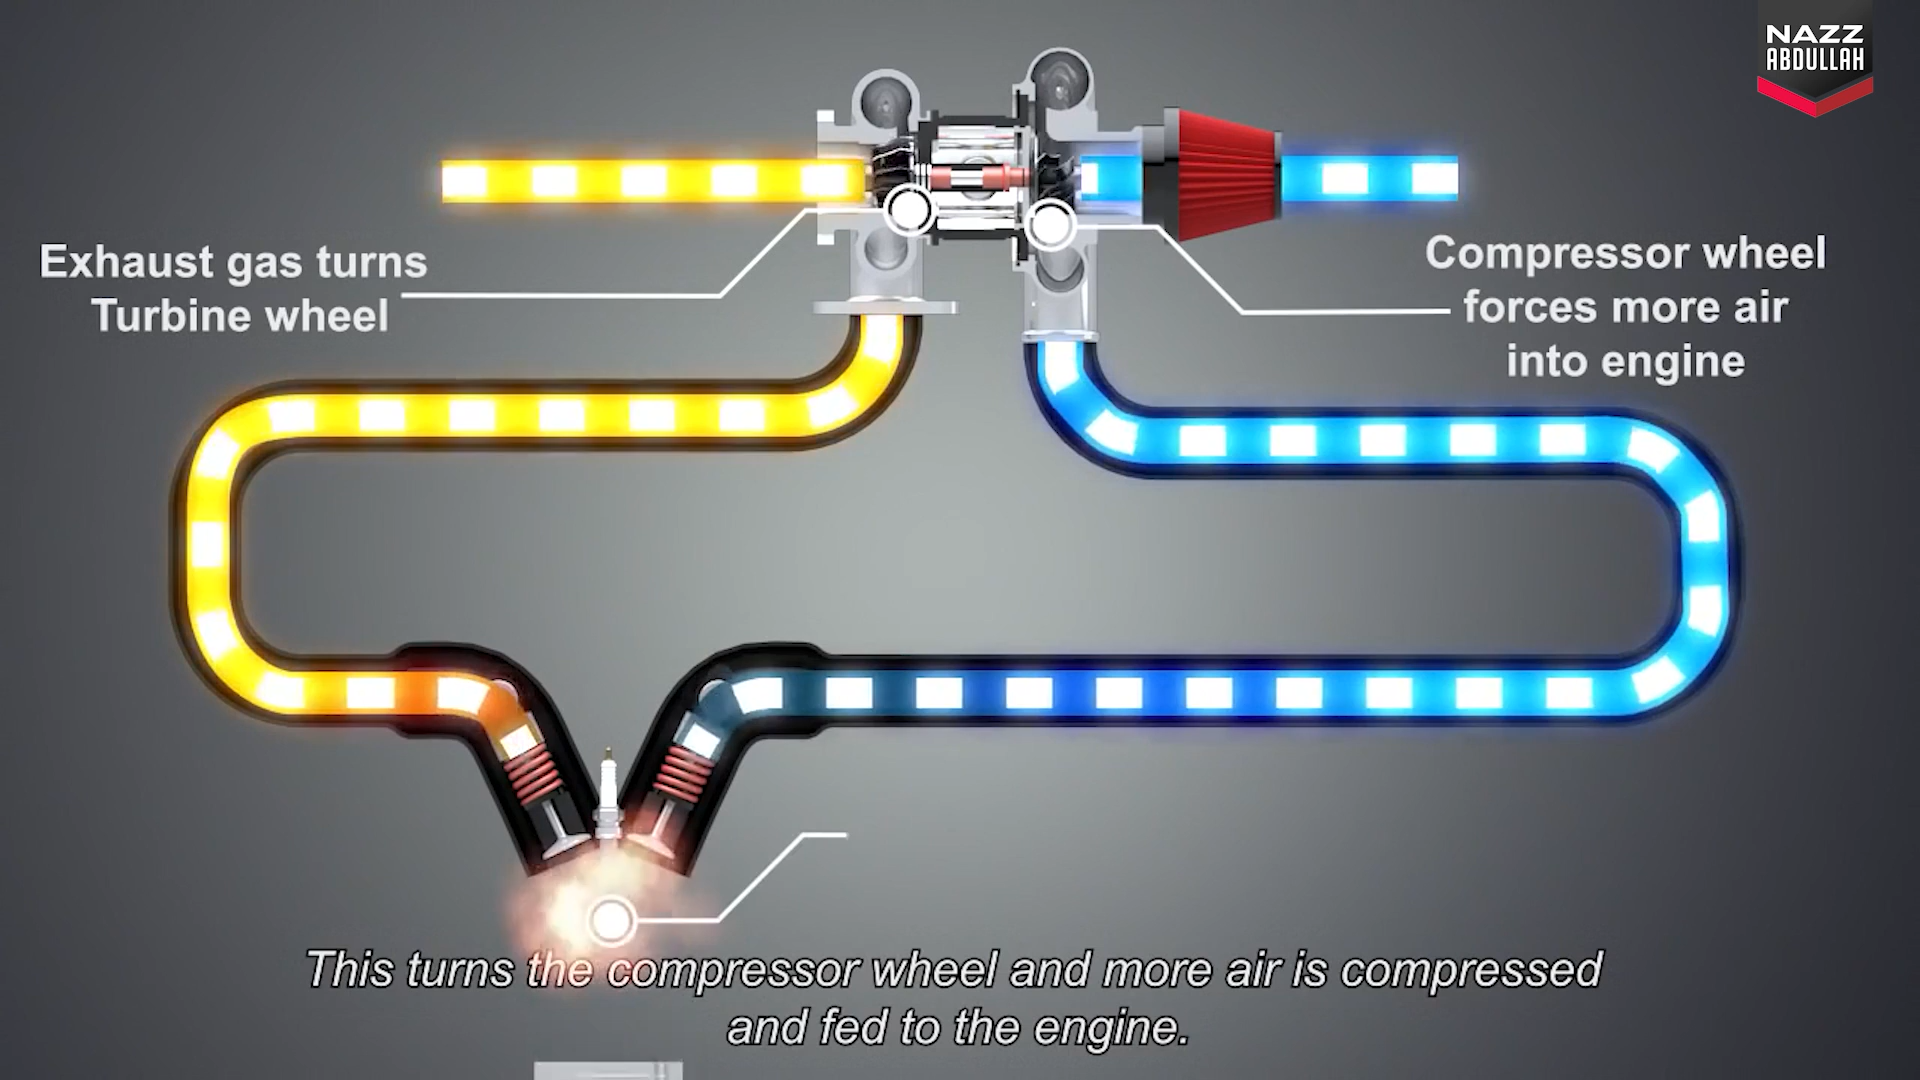 NAZZ
ABDULLAH
Exhaust gas turns
Turbine wheel
Compressor wheel
forces more air
into engine
This turns the compressor wheel and more air is compressed
and fed to the engine.